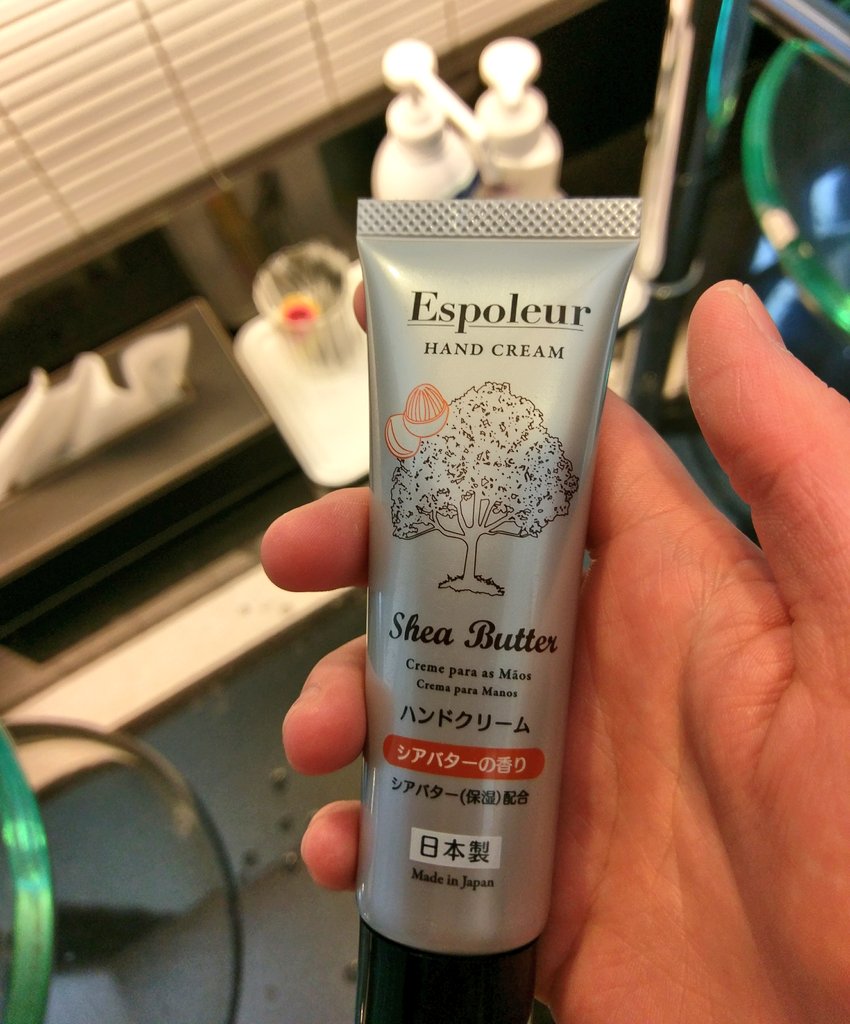 Espoleur
HAND CREAM
Shea Butter
Creme para as Mãos
Crema para Manos
ハンドクリーム
シアバターの香り
シアバター(保湿)配合
日本製
Made in Japan